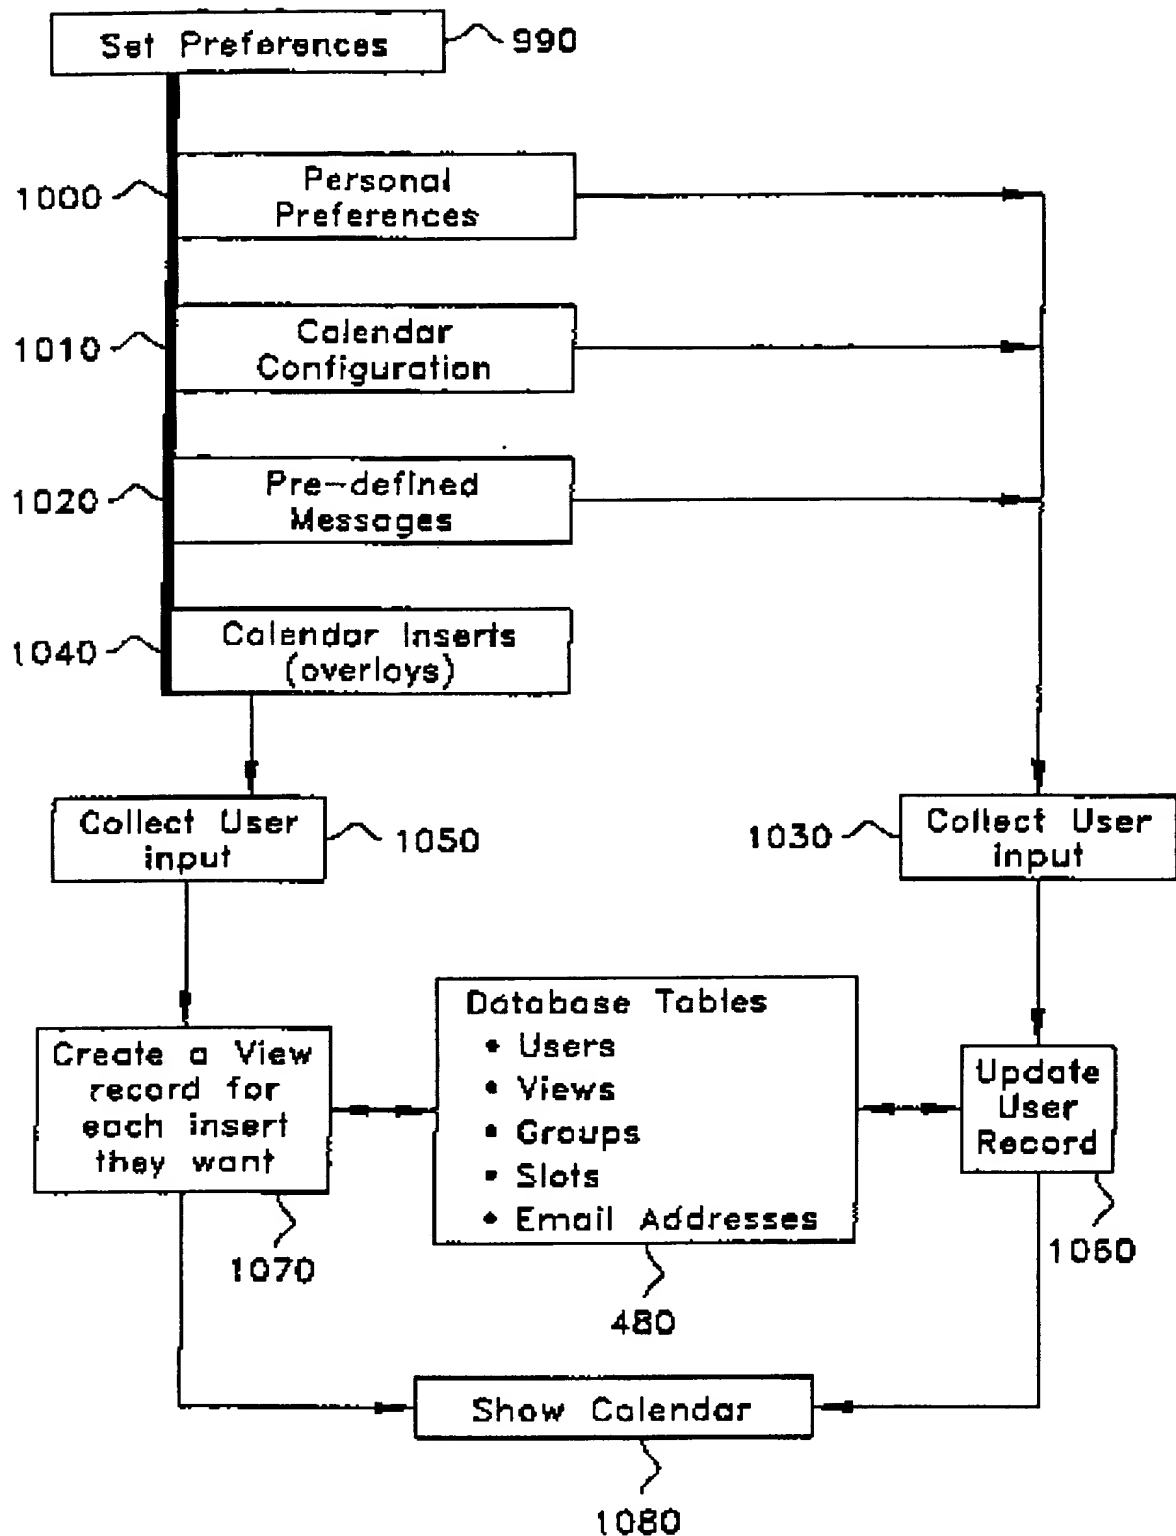 Set Preferences
990
1000
Personal
Preferences
1010
Calendar
Configuration
1020
Pre-defined
Messages
1040
Calendar Inserts
(overlays)
Collect User
input
1050
1030
Collect User
input
Create a View
record for
each insert
they want
1070
Database Tables
• Users
• Views
• Groups
• Slots
• Email Addresses
480
Update
User
Record
1060
Show Calendar
1080